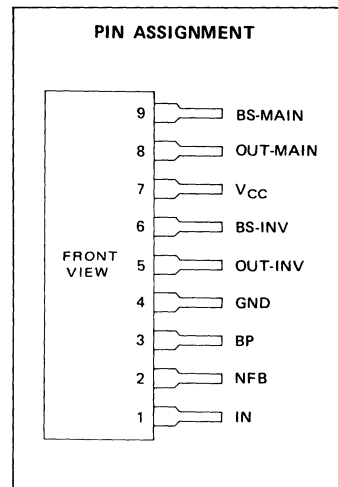 PIN ASSIGNMENT
9 BS-MAIN
8 OUT-MAIN
7 VCC
6 BS-INV
FRONT VIEW
5 OUT-INV
4 GND
3 BP
2 NFB
1 IN